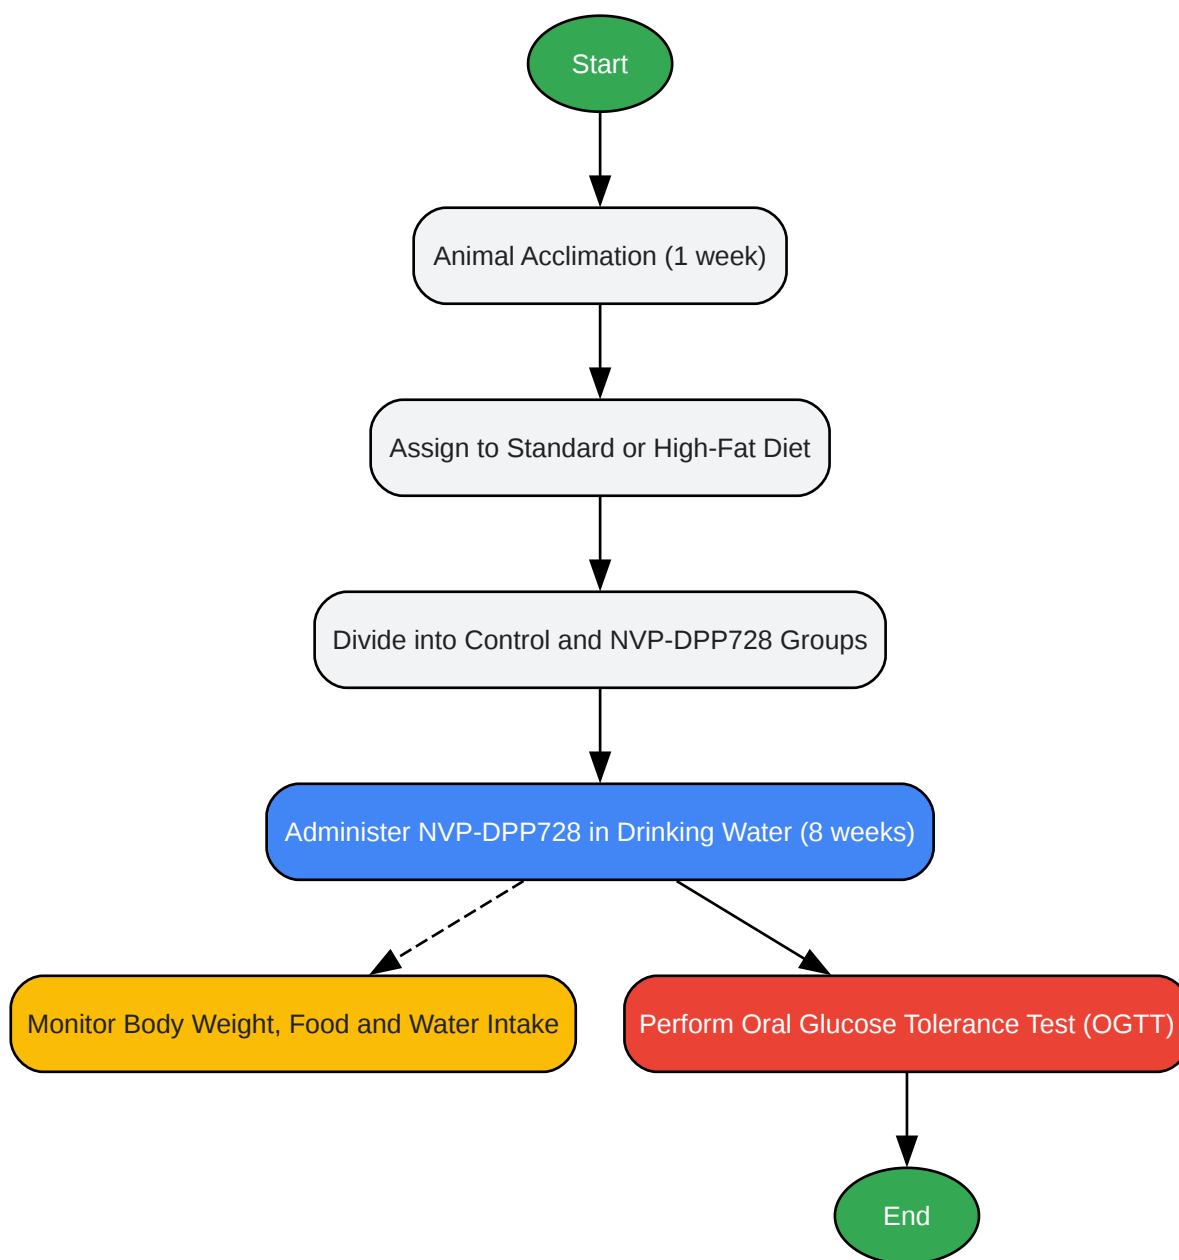 Start
Animal Acclimation (1 week)
Assign to Standard or High-Fat Diet
Divide into Control and NVP-DPP728 Groups
Administer NVP-DPP728 in Drinking Water (8 weeks)
Monitor Body Weight, Food and Water Intake
Perform Oral Glucose Tolerance Test (OGTT)
End